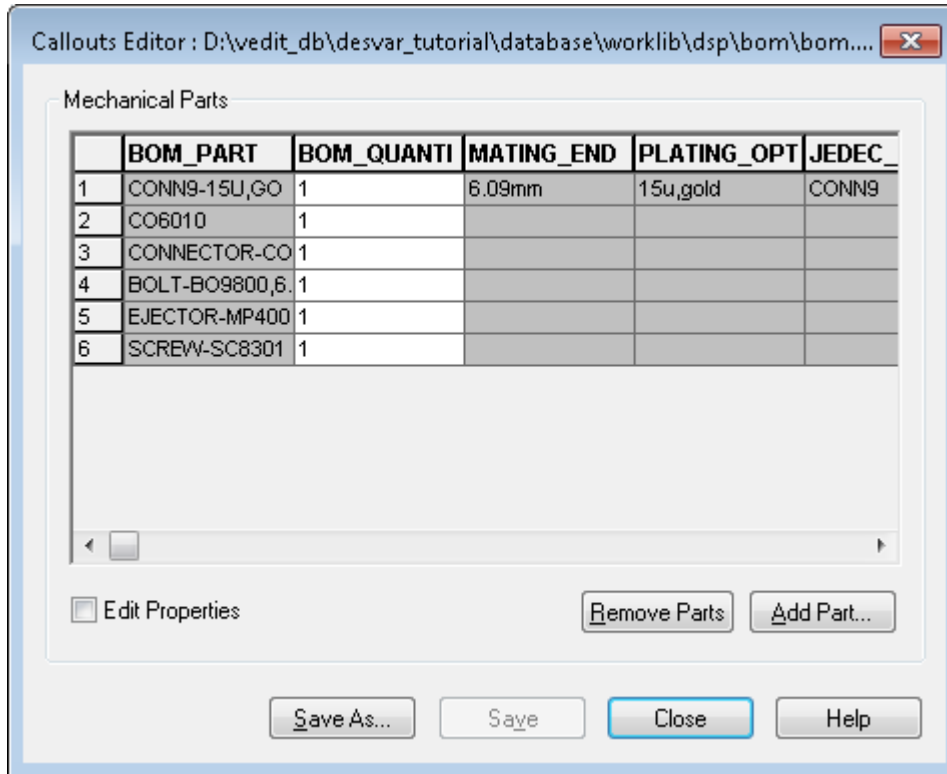 Callouts Editor : D:\vedit_db\desvar_tutorial\database\worklib\dsp\bom\bom....
Mechanical Parts
BOM_PART BOM_QUANTI MATING_END PLATING_OPT JEDEC_
1 CONN9-15U,GO 1 6.09mm 15u,gold CONN9
2 CO6010 1
3 CONNECTOR-CO 1
4 BOLT-BO9800,6. 1
5 EJECTOR-MP400 1
6 SCREW-SC8301 1
Edit Properties Remove Parts Add Part...
Save As... Save Close Help